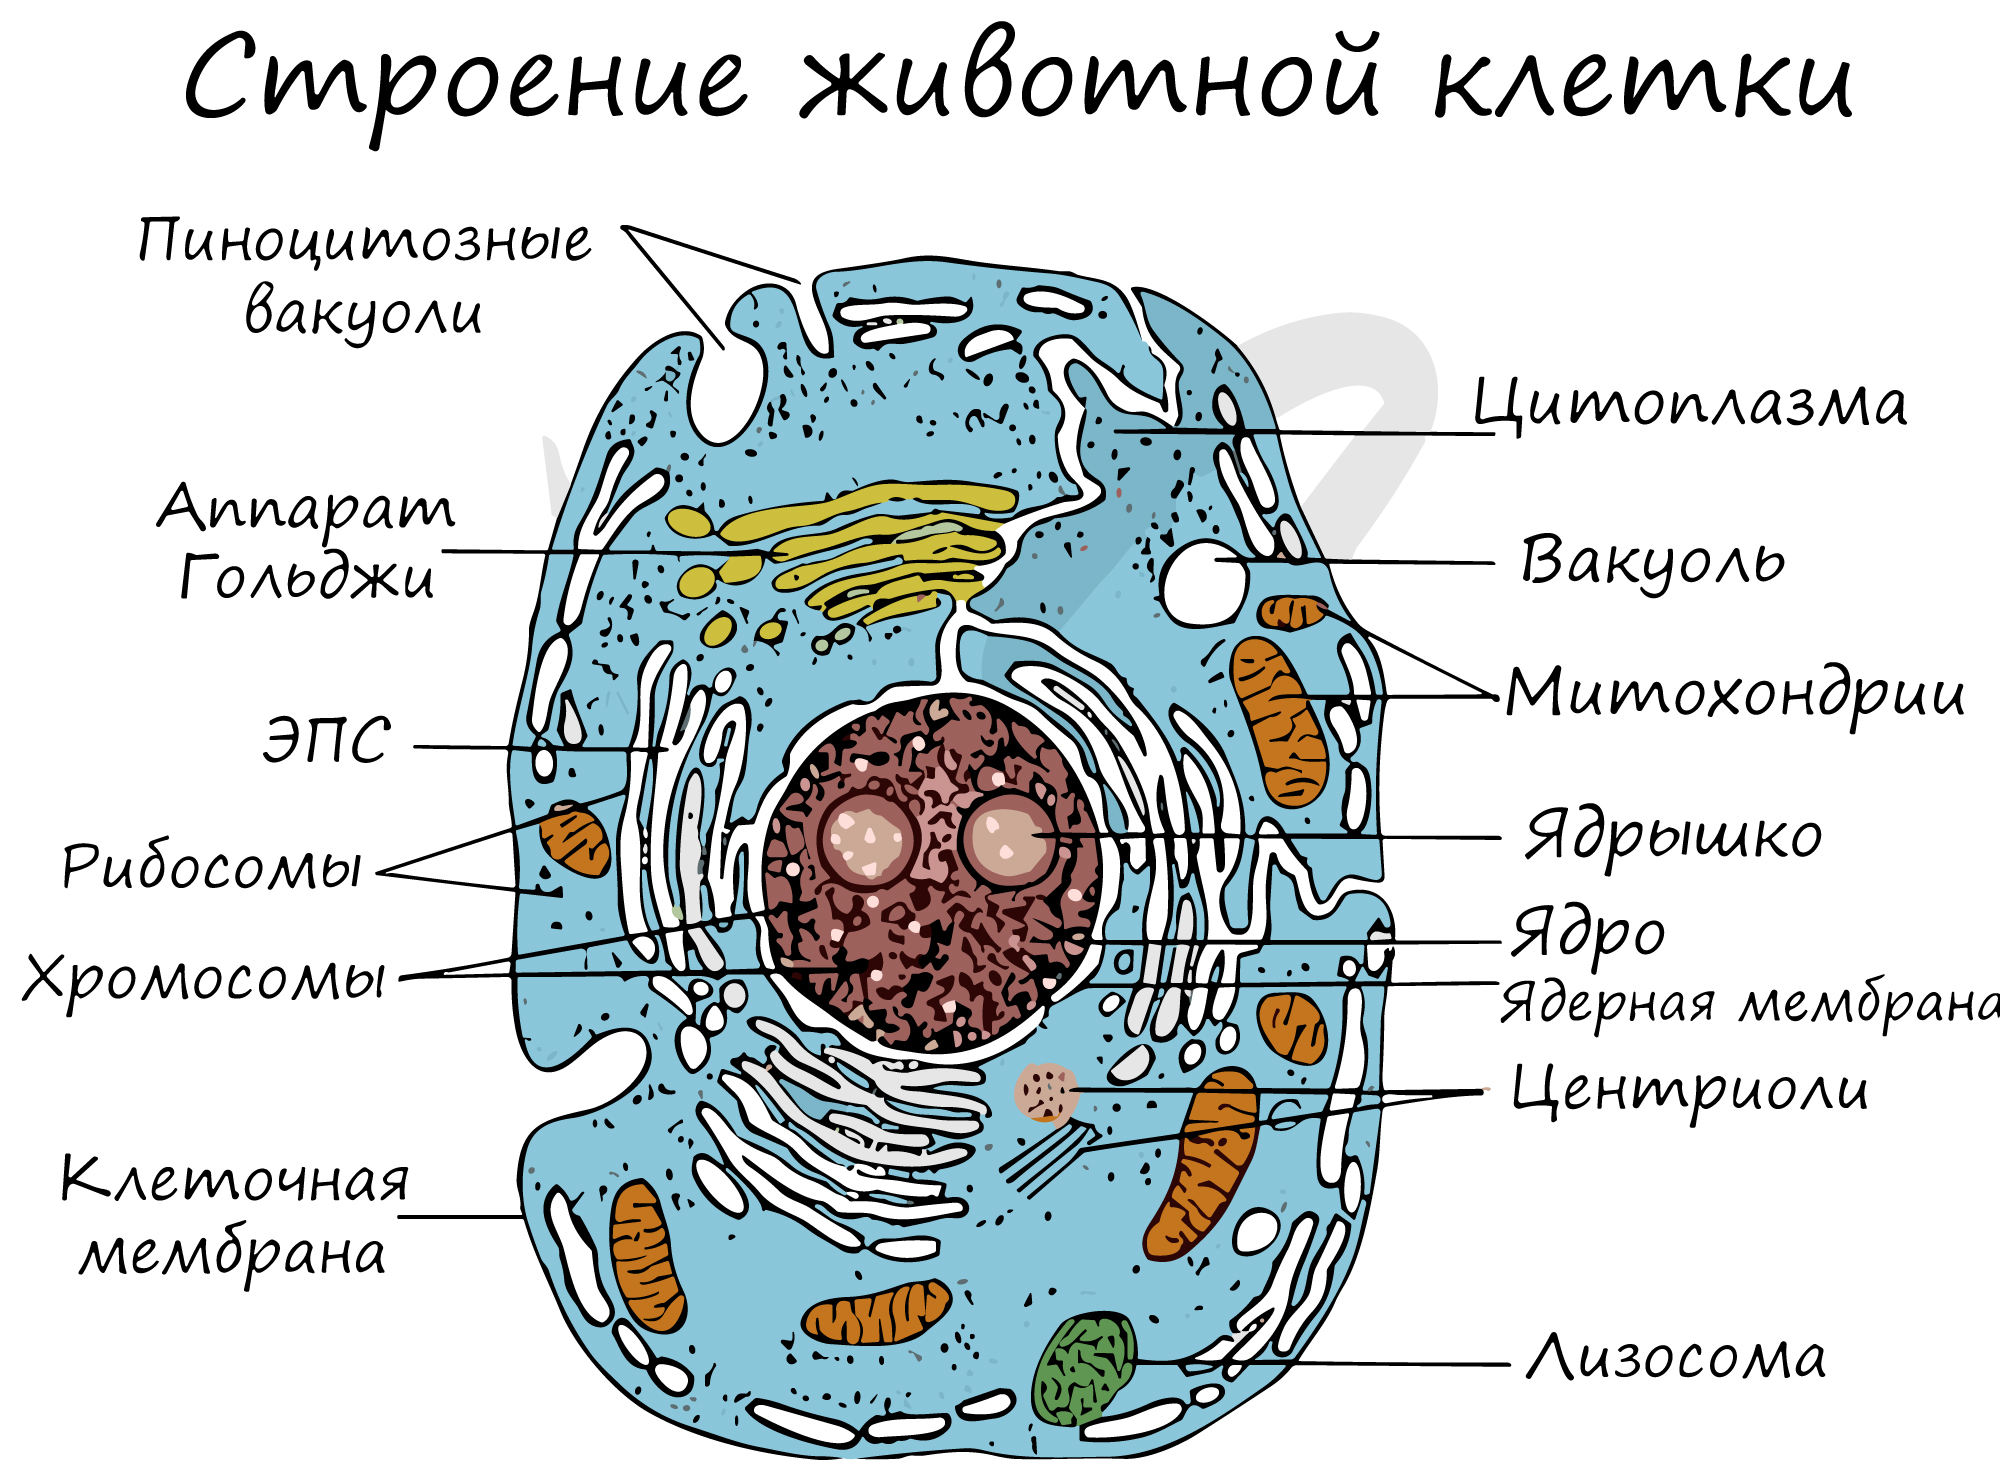 Строение животной клетки
Пиноцитозные
вакуоли
Аппарат
Гольджи
ЭПС
Рибосомы
Хромосомы
Клеточная
мембрана
Цитоплазма
Вакуоль
Митохондрии
Ядрышко
Ядро
Ядерная мембрана
Центриоли
Лизосома